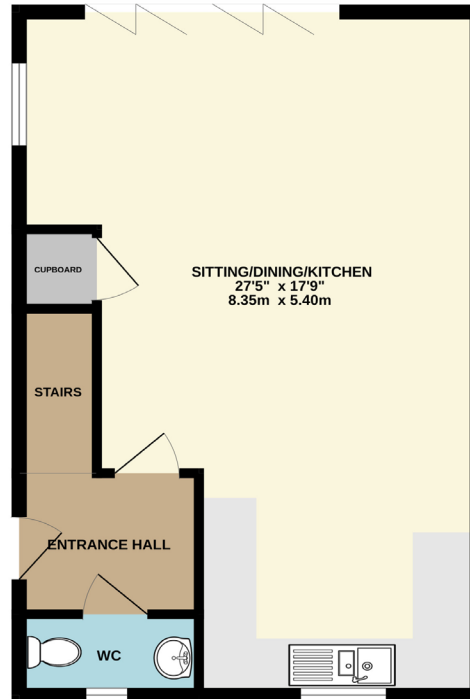 CUPBOARD
SITTING/DINING/KITCHEN
27'5" x 17'9"
8.35m x 5.40m
STAIRS
ENTRANCE HALL
WC